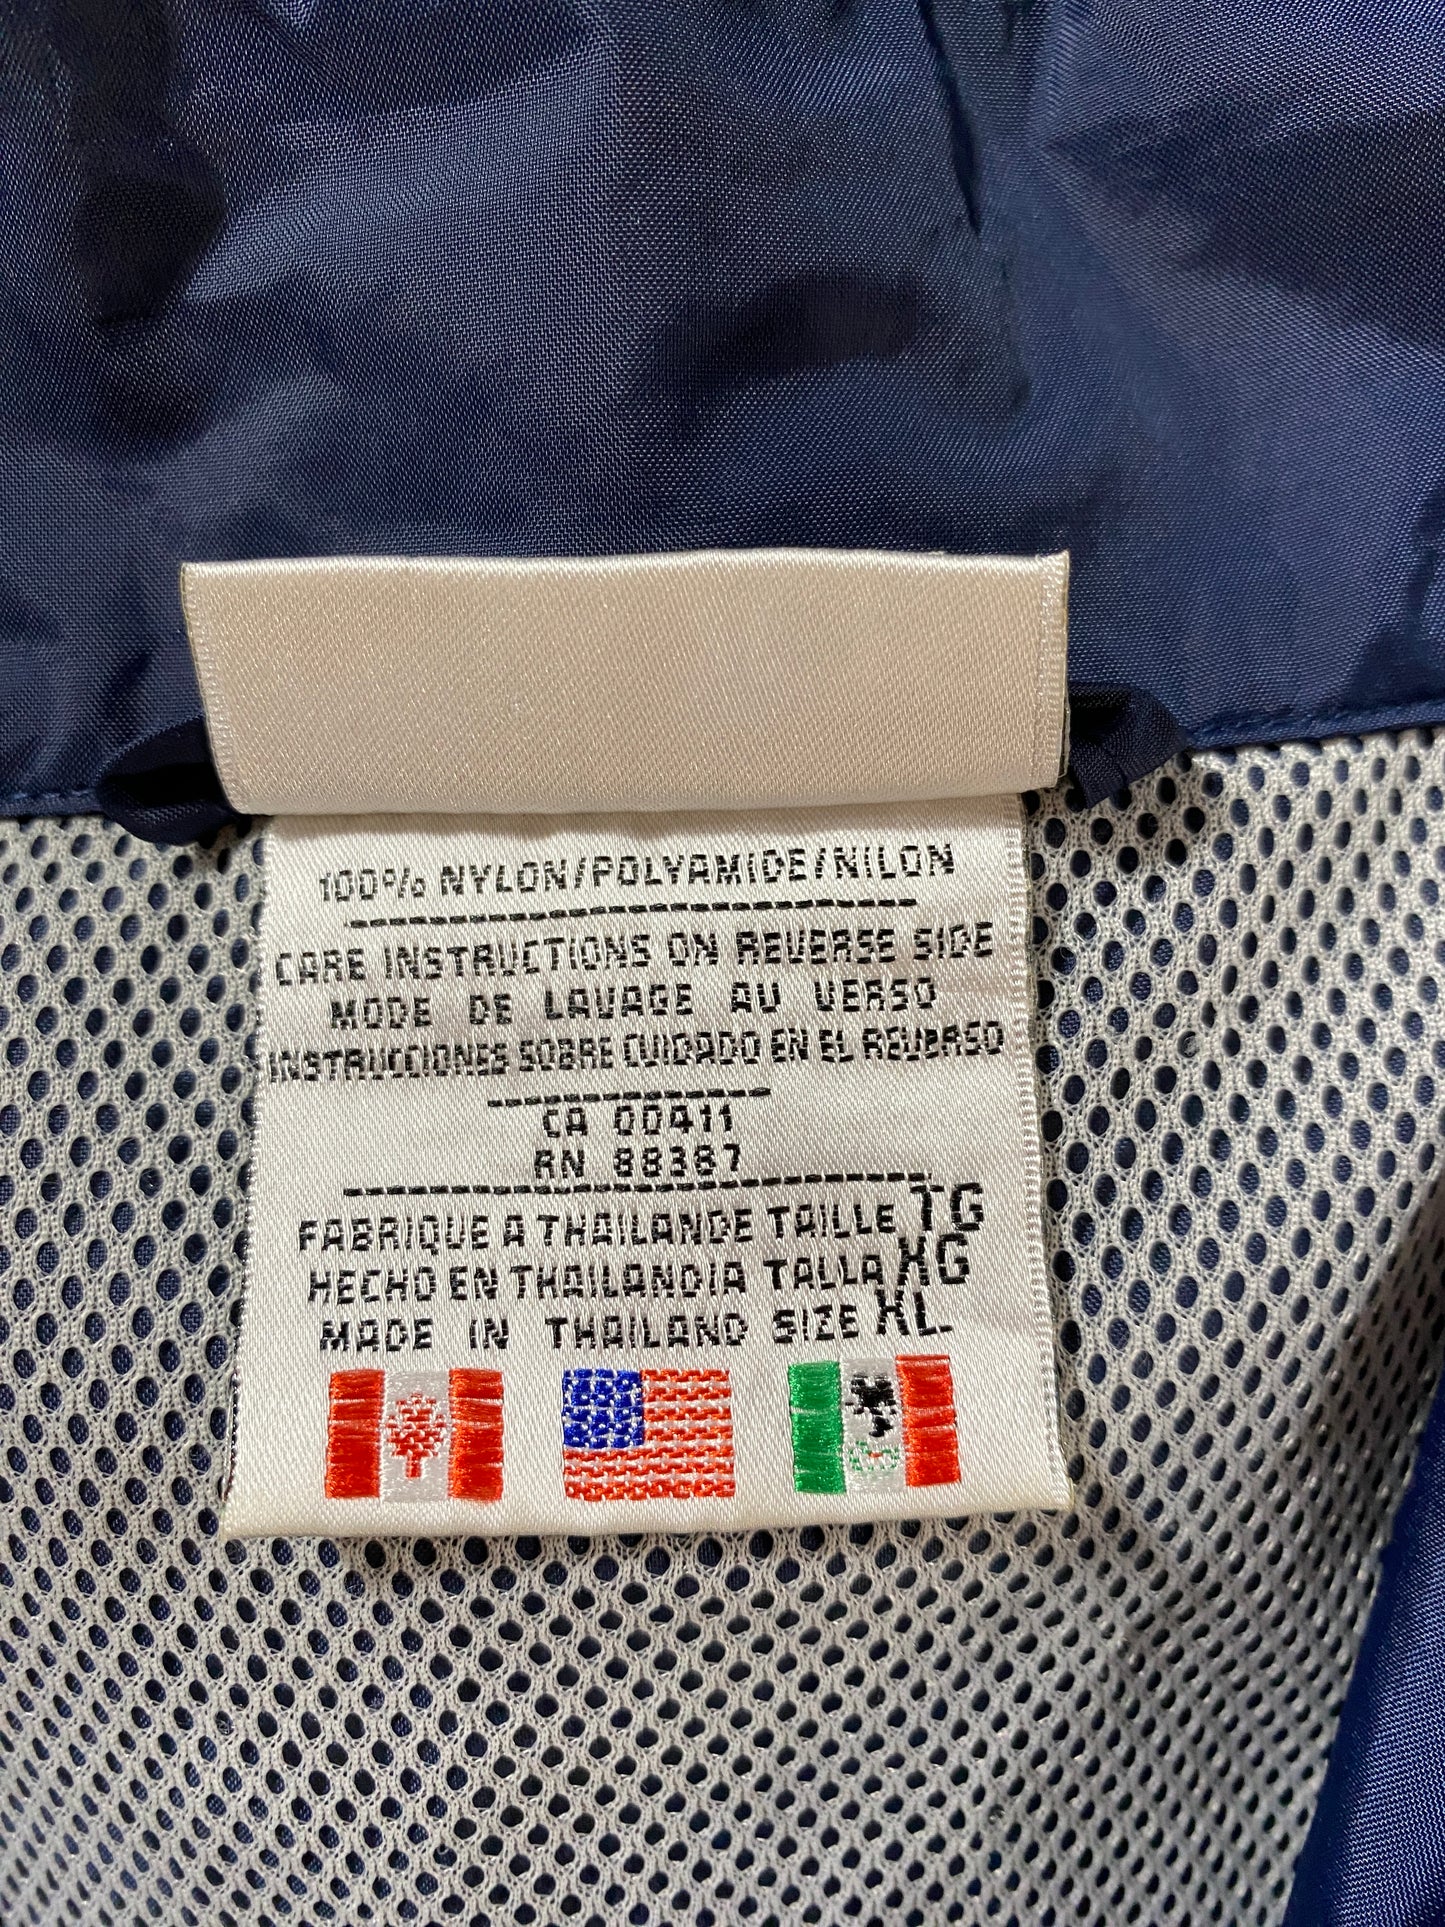 100% NYLON/POLYAMIDE/NILON
CARE INSTRUCTIONS ON REVERSE SIDE
MODE DE LAVAGE AU VERSO
INSTRUCCIONES SOBRE CUIDADO EN EL REVERSO
CA 00411
RN 88387
FABRIQUE A THAILANDE TAILLE TG
HECHO EN THAILANDIA TALLA XG
MADE IN THAILAND SIZE XL